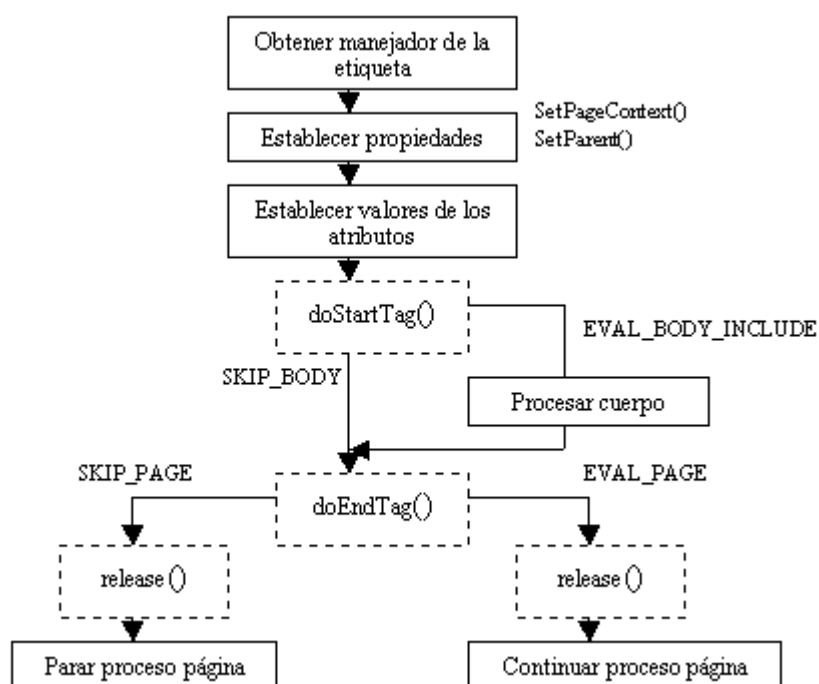 Obtener manejador de la
etiqueta
SetPageContext()
Establecer propiedades
SetParent()
Establecer valores de los
atributos
doStartTag()
EVAL_BODY_INCLUDE
SKIP_BODY
Procesar cuerpo
SKIP_PAGE
EVAL_PAGE
doEndTag()
release ()
release ()
Parar proceso página
Continuar proceso página